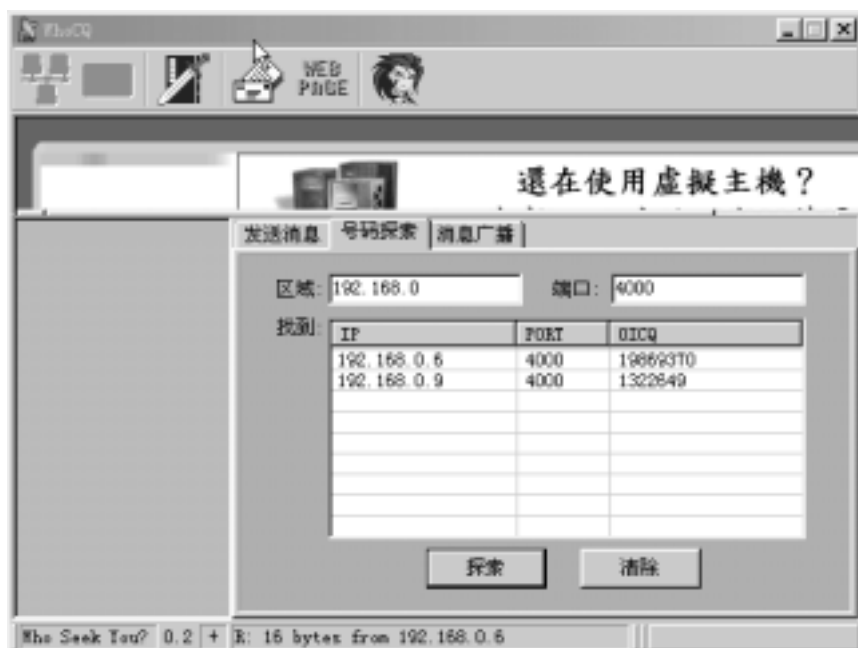 WhoCQ
WEB
PAGE
還在使用虛擬主機？
发送消息 号码探索 消息广播
区域: 192.168.0 端口: 4000
找到:
IP PORT OICQ
192.168.0.6 4000 19869370
192.168.0.9 4000 1322649
探索 清除
Who Seek You? 0.2 + R: 16 bytes from 192.168.0.6